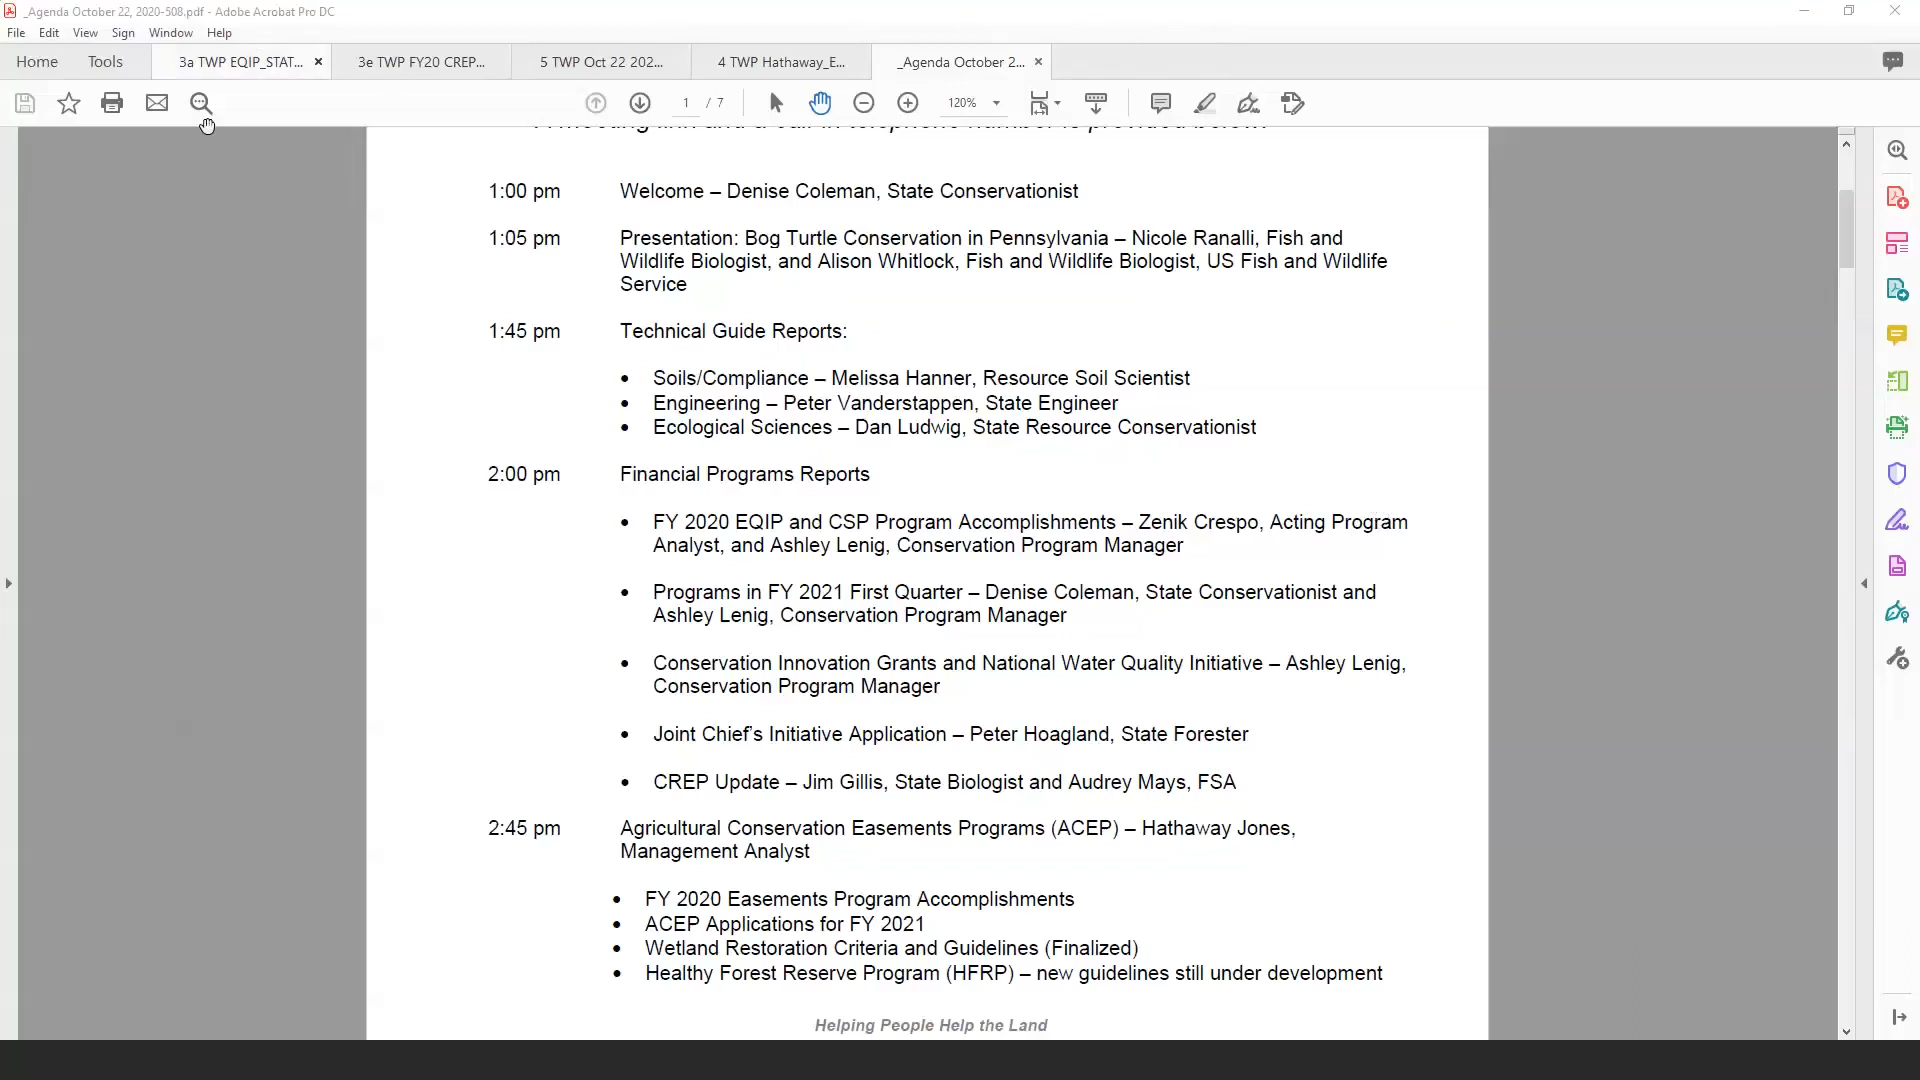 _Agenda October 22, 2020-508.pdf - Adobe Acrobat Pro DC
File Edit View Sign Window Help
Home Tools 3a TWP EQIP_STAT... 3e TWP FY20 CREP... 5 TWP Oct 22 202... 4 TWP Hathaway_E... _Agenda October 2...
1 / 7 120%
A meeting link and a call in telephone number is provided below.
1:00 pm Welcome – Denise Coleman, State Conservationist
1:05 pm Presentation: Bog Turtle Conservation in Pennsylvania – Nicole Ranalli, Fish and
Wildlife Biologist, and Alison Whitlock, Fish and Wildlife Biologist, US Fish and Wildlife
Service
1:45 pm Technical Guide Reports:
• Soils/Compliance – Melissa Hanner, Resource Soil Scientist
• Engineering – Peter Vanderstappen, State Engineer
• Ecological Sciences – Dan Ludwig, State Resource Conservationist
2:00 pm Financial Programs Reports
• FY 2020 EQIP and CSP Program Accomplishments – Zenik Crespo, Acting Program
Analyst, and Ashley Lenig, Conservation Program Manager
• Programs in FY 2021 First Quarter – Denise Coleman, State Conservationist and
Ashley Lenig, Conservation Program Manager
• Conservation Innovation Grants and National Water Quality Initiative – Ashley Lenig,
Conservation Program Manager
• Joint Chief’s Initiative Application – Peter Hoagland, State Forester
• CREP Update – Jim Gillis, State Biologist and Audrey Mays, FSA
2:45 pm Agricultural Conservation Easements Programs (ACEP) – Hathaway Jones,
Management Analyst
• FY 2020 Easements Program Accomplishments
• ACEP Applications for FY 2021
• Wetland Restoration Criteria and Guidelines (Finalized)
• Healthy Forest Reserve Program (HFRP) – new guidelines still under development
Helping People Help the Land